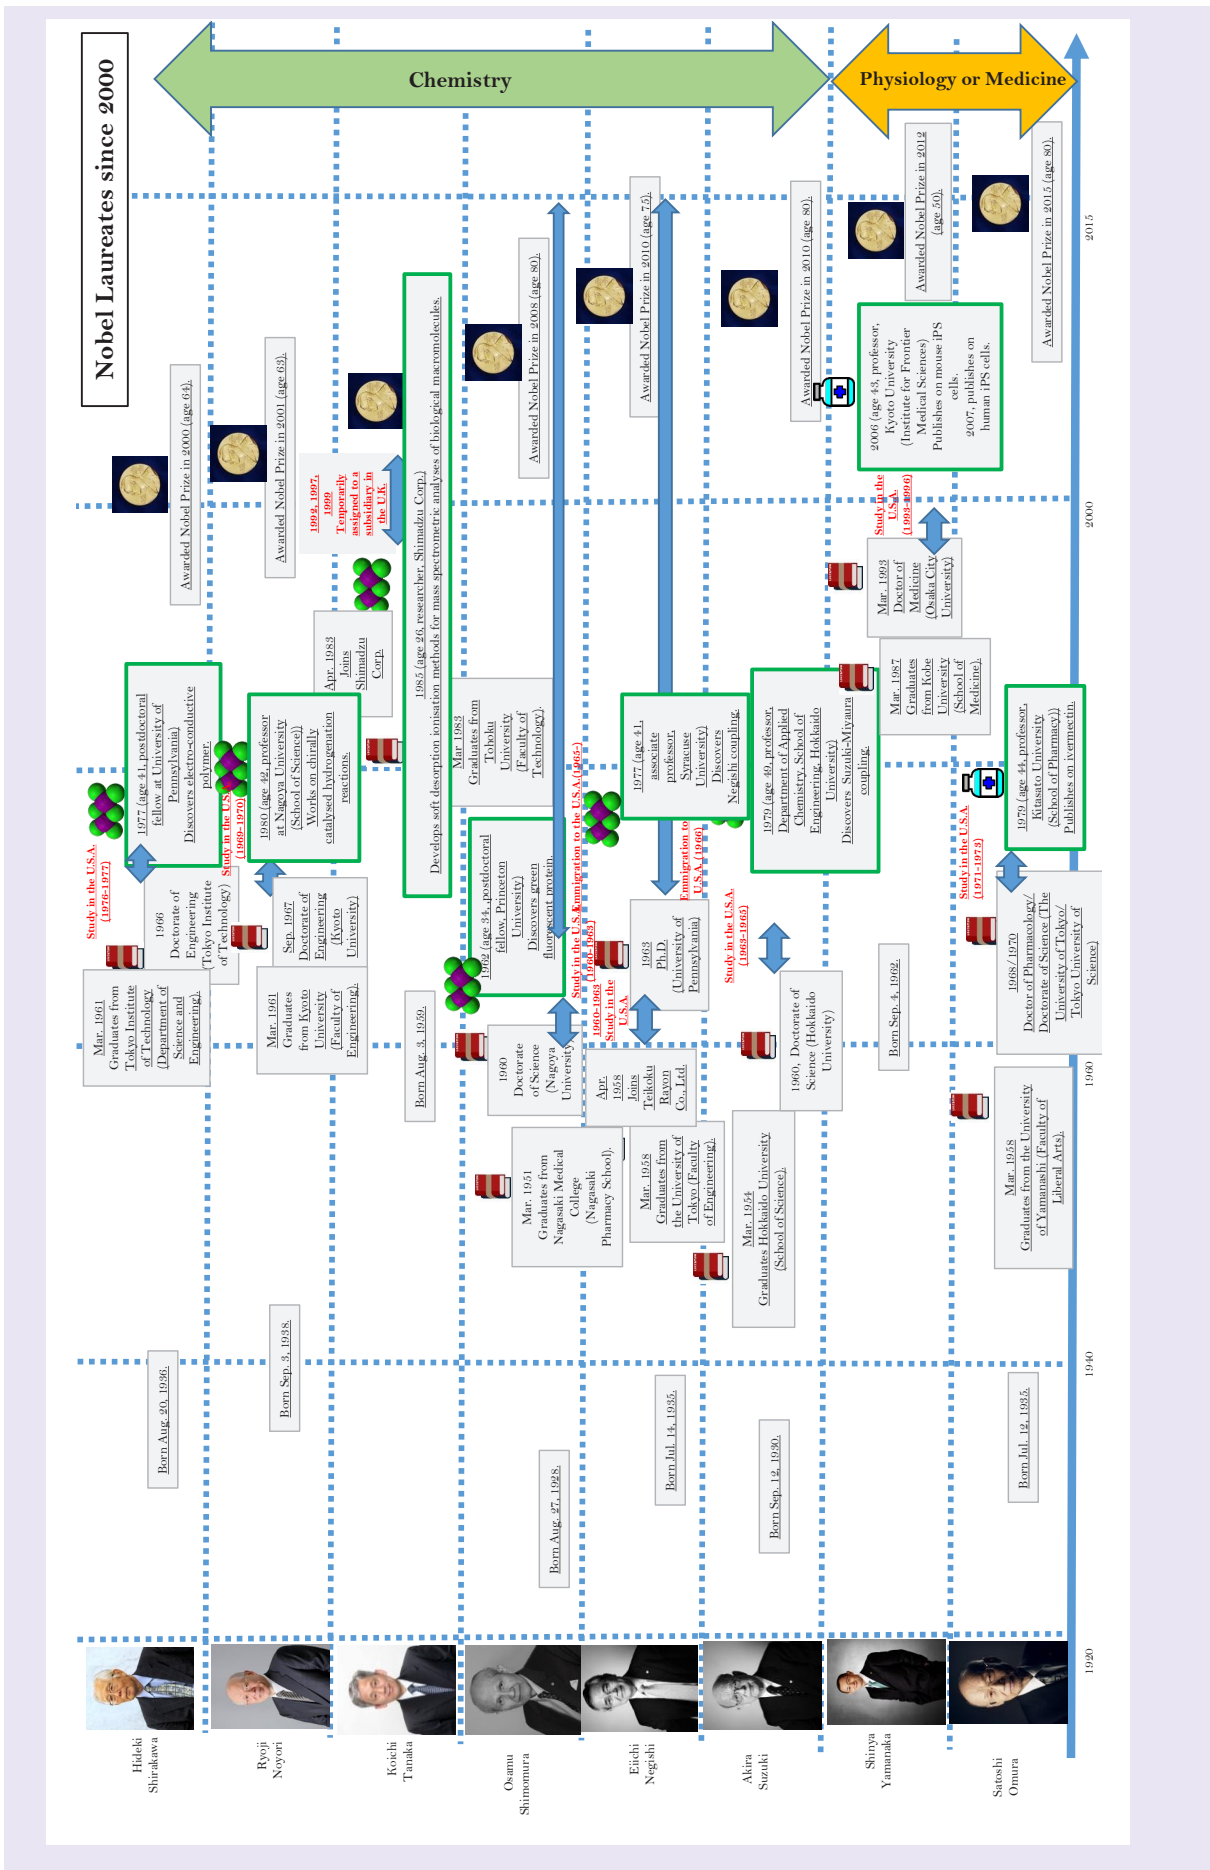 Nobel Laureates since 2000
Chemistry
Physiology or Medicine
Hideki
Shirakawa
Born Aug. 20, 1936.
Mar. 1961
Graduates from
Tokyo Institute
of Technology
(Department of
Science and
Engineering).
1966
Doctorate of
Engineering
(Tokyo Institute
of Technology)
Study in the U.S.A.
(1976-1977)
1977 (age 41, postdoctoral
fellow at University of
Pennsylvania)
Discovers electro-conductive
polymer.
Awarded Nobel Prize in 2000 (age 64).
Ryoji
Noyori
Born Sep. 3, 1938.
Mar. 1961
Graduates
from Kyoto
University
(Faculty of
Engineering).
Sep. 1967
Doctorate of
Engineering
(Kyoto
University)
Study in the U.S.
(1969-1970)
1980 (age 42, professor
at Nagoya University
(School of Science))
Works on chirally
catalysed hydrogenation
reactions.
Awarded Nobel Prize in 2001 (age 63).
Koichi
Tanaka
Born Aug. 3, 1959.
Mar 1983
Graduates from
Tohoku
University
(Faculty of
Technology).
Apr. 1983
Joins
Shimadzu
Corp.
1985 (age 26, researcher, Shimadzu Corp.)
Develops soft desorption ionisation methods for mass spectrometric analyses of biological macromolecules.
1992, 1997,
1999
Temporarily
assigned to a
subsidiary in
the U.K.
Osamu
Shimomura
Born Aug. 27, 1928.
Mar. 1951
Graduates from
Nagasaki Medical
College
(Nagasaki
Pharmacy School).
1960
Doctorate
of Science
(Nagoya
University)
Study in the U.S.A.
(1960-1963)
Emmigration to the U.S.A.(1965-)
1962 (age 34, postdoctoral
fellow, Princeton
University)
Discovers green
fluorescent protein.
Awarded Nobel Prize in 2008 (age 80).
Eiichi
Negishi
Born Jul. 14, 1935.
Mar. 1958
Graduates from
the University of
Tokyo (Faculty
of Engineering).
Apr.
1958
Joins
Teikoku
Rayon
Co., Ltd.
1960-1963
Study in the
U.S.A.
1963
Ph.D.
(University of
Pennsylvania)
Emmigration to
U.S.A. (1966)
1977 (age 41,
associate
professor,
Syracuse
University)
Discovers
Negishi coupling.
Awarded Nobel Prize in 2010 (age 75).
Akira
Suzuki
Born Sep. 12, 1930.
Mar. 1954
Graduates Hokkaido University
(School of Science).
1960, Doctorate of
Science (Hokkaido
University)
Study in the U.S.A.
(1963-1965)
1979 (age 49, professor,
Department of Applied
Chemistry, School of
Engineering, Hokkaido
University)
Discovers Suzuki-Miyaura
coupling.
Awarded Nobel Prize in 2010 (age 80).
Shinya
Yamanaka
Born Sep. 4, 1962.
Mar. 1987
Graduates
from Kobe
University
(School of
Medicine).
Mar. 1993
Doctor of
Medicine
(Osaka City
University)
Study in the
U.S.A.
(1993-1996)
2006 (age 43, professor,
Kyoto University
(Institute for Frontier
Medical Sciences)
Publishes on mouse iPS
cells.
2007, publishes on
human iPS cells.
Awarded Nobel Prize in 2012
(age 50)
Satoshi
Omura
Born Jul. 12, 1935.
Mar. 1958
Graduates from the University
of Yamanashi (Faculty of
Liberal Arts).
1968/1970
Doctor of Pharmacology/
Doctorate of Science (The
University of Tokyo/
Tokyo University of
Science)
Study in the U.S.A.
(1971-1973)
1979 (age 44, professor,
Kitasato University
(School of Pharmacy))
Publishes on ivermectin.
Awarded Nobel Prize in 2015 (age 80).
1920
1940
1960
2000
2015